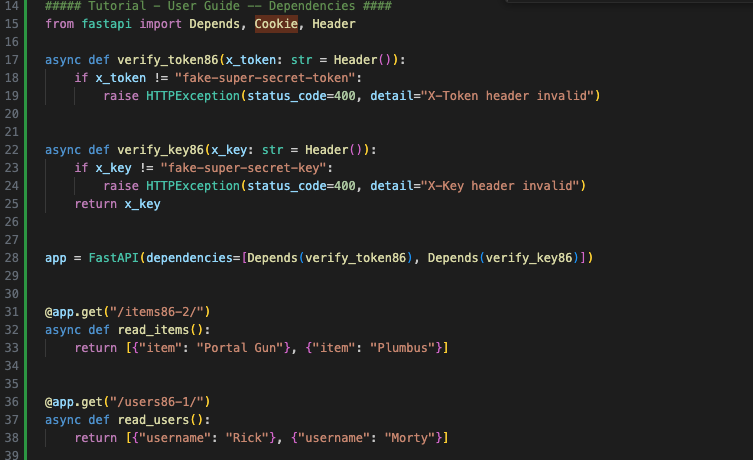 14 ##### Tutorial - User Guide -- Dependencies ####
15 from fastapi import Depends, Cookie, Header
16
17 async def verify_token86(x_token: str = Header()):
18     if x_token != "fake-super-secret-token":
19         raise HTTPException(status_code=400, detail="X-Token header invalid")
20
21
22 async def verify_key86(x_key: str = Header()):
23     if x_key != "fake-super-secret-key":
24         raise HTTPException(status_code=400, detail="X-Key header invalid")
25     return x_key
26
27
28 app = FastAPI(dependencies=[Depends(verify_token86), Depends(verify_key86)])
29
30
31 @app.get("/items86-2/")
32 async def read_items():
33     return [{"item": "Portal Gun"}, {"item": "Plumbus"}]
34
35
36 @app.get("/users86-1/")
37 async def read_users():
38     return [{"username": "Rick"}, {"username": "Morty"}]
39